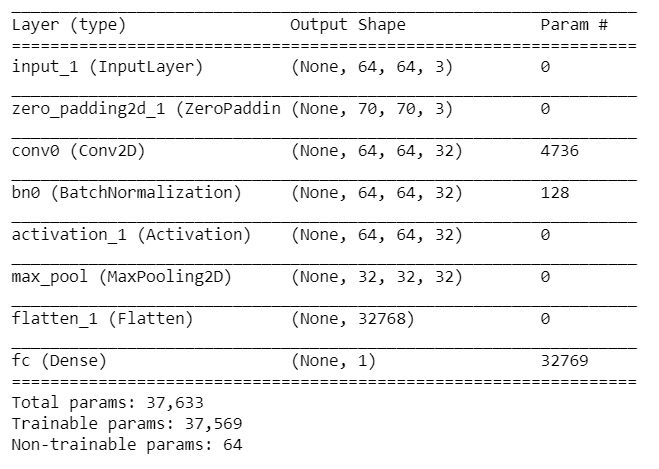 _________________________________________________________________
Layer (type)                 Output Shape              Param #
=================================================================
input_1 (InputLayer)         (None, 64, 64, 3)         0
_________________________________________________________________
zero_padding2d_1 (ZeroPaddin (None, 70, 70, 3)         0
_________________________________________________________________
conv0 (Conv2D)               (None, 64, 64, 32)        4736
_________________________________________________________________
bn0 (BatchNormalization)     (None, 64, 64, 32)        128
_________________________________________________________________
activation_1 (Activation)    (None, 64, 64, 32)        0
_________________________________________________________________
max_pool (MaxPooling2D)      (None, 32, 32, 32)        0
_________________________________________________________________
flatten_1 (Flatten)          (None, 32768)             0
_________________________________________________________________
fc (Dense)                   (None, 1)                 32769
=================================================================
Total params: 37,633
Trainable params: 37,569
Non-trainable params: 64